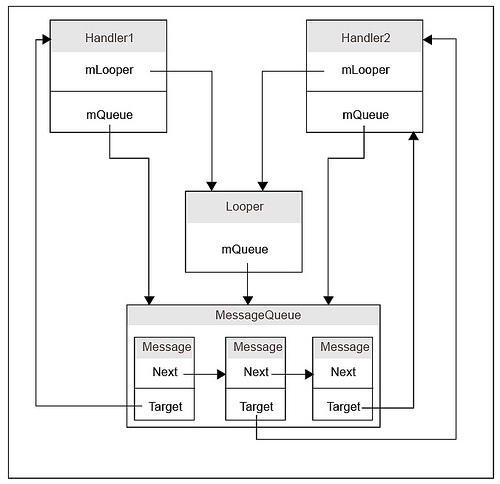 Handler1
mLooper
mQueue
Handler2
mLooper
mQueue
Looper
mQueue
MessageQueue
Message
Next
Target
Message
Next
Target
Message
Next
Target